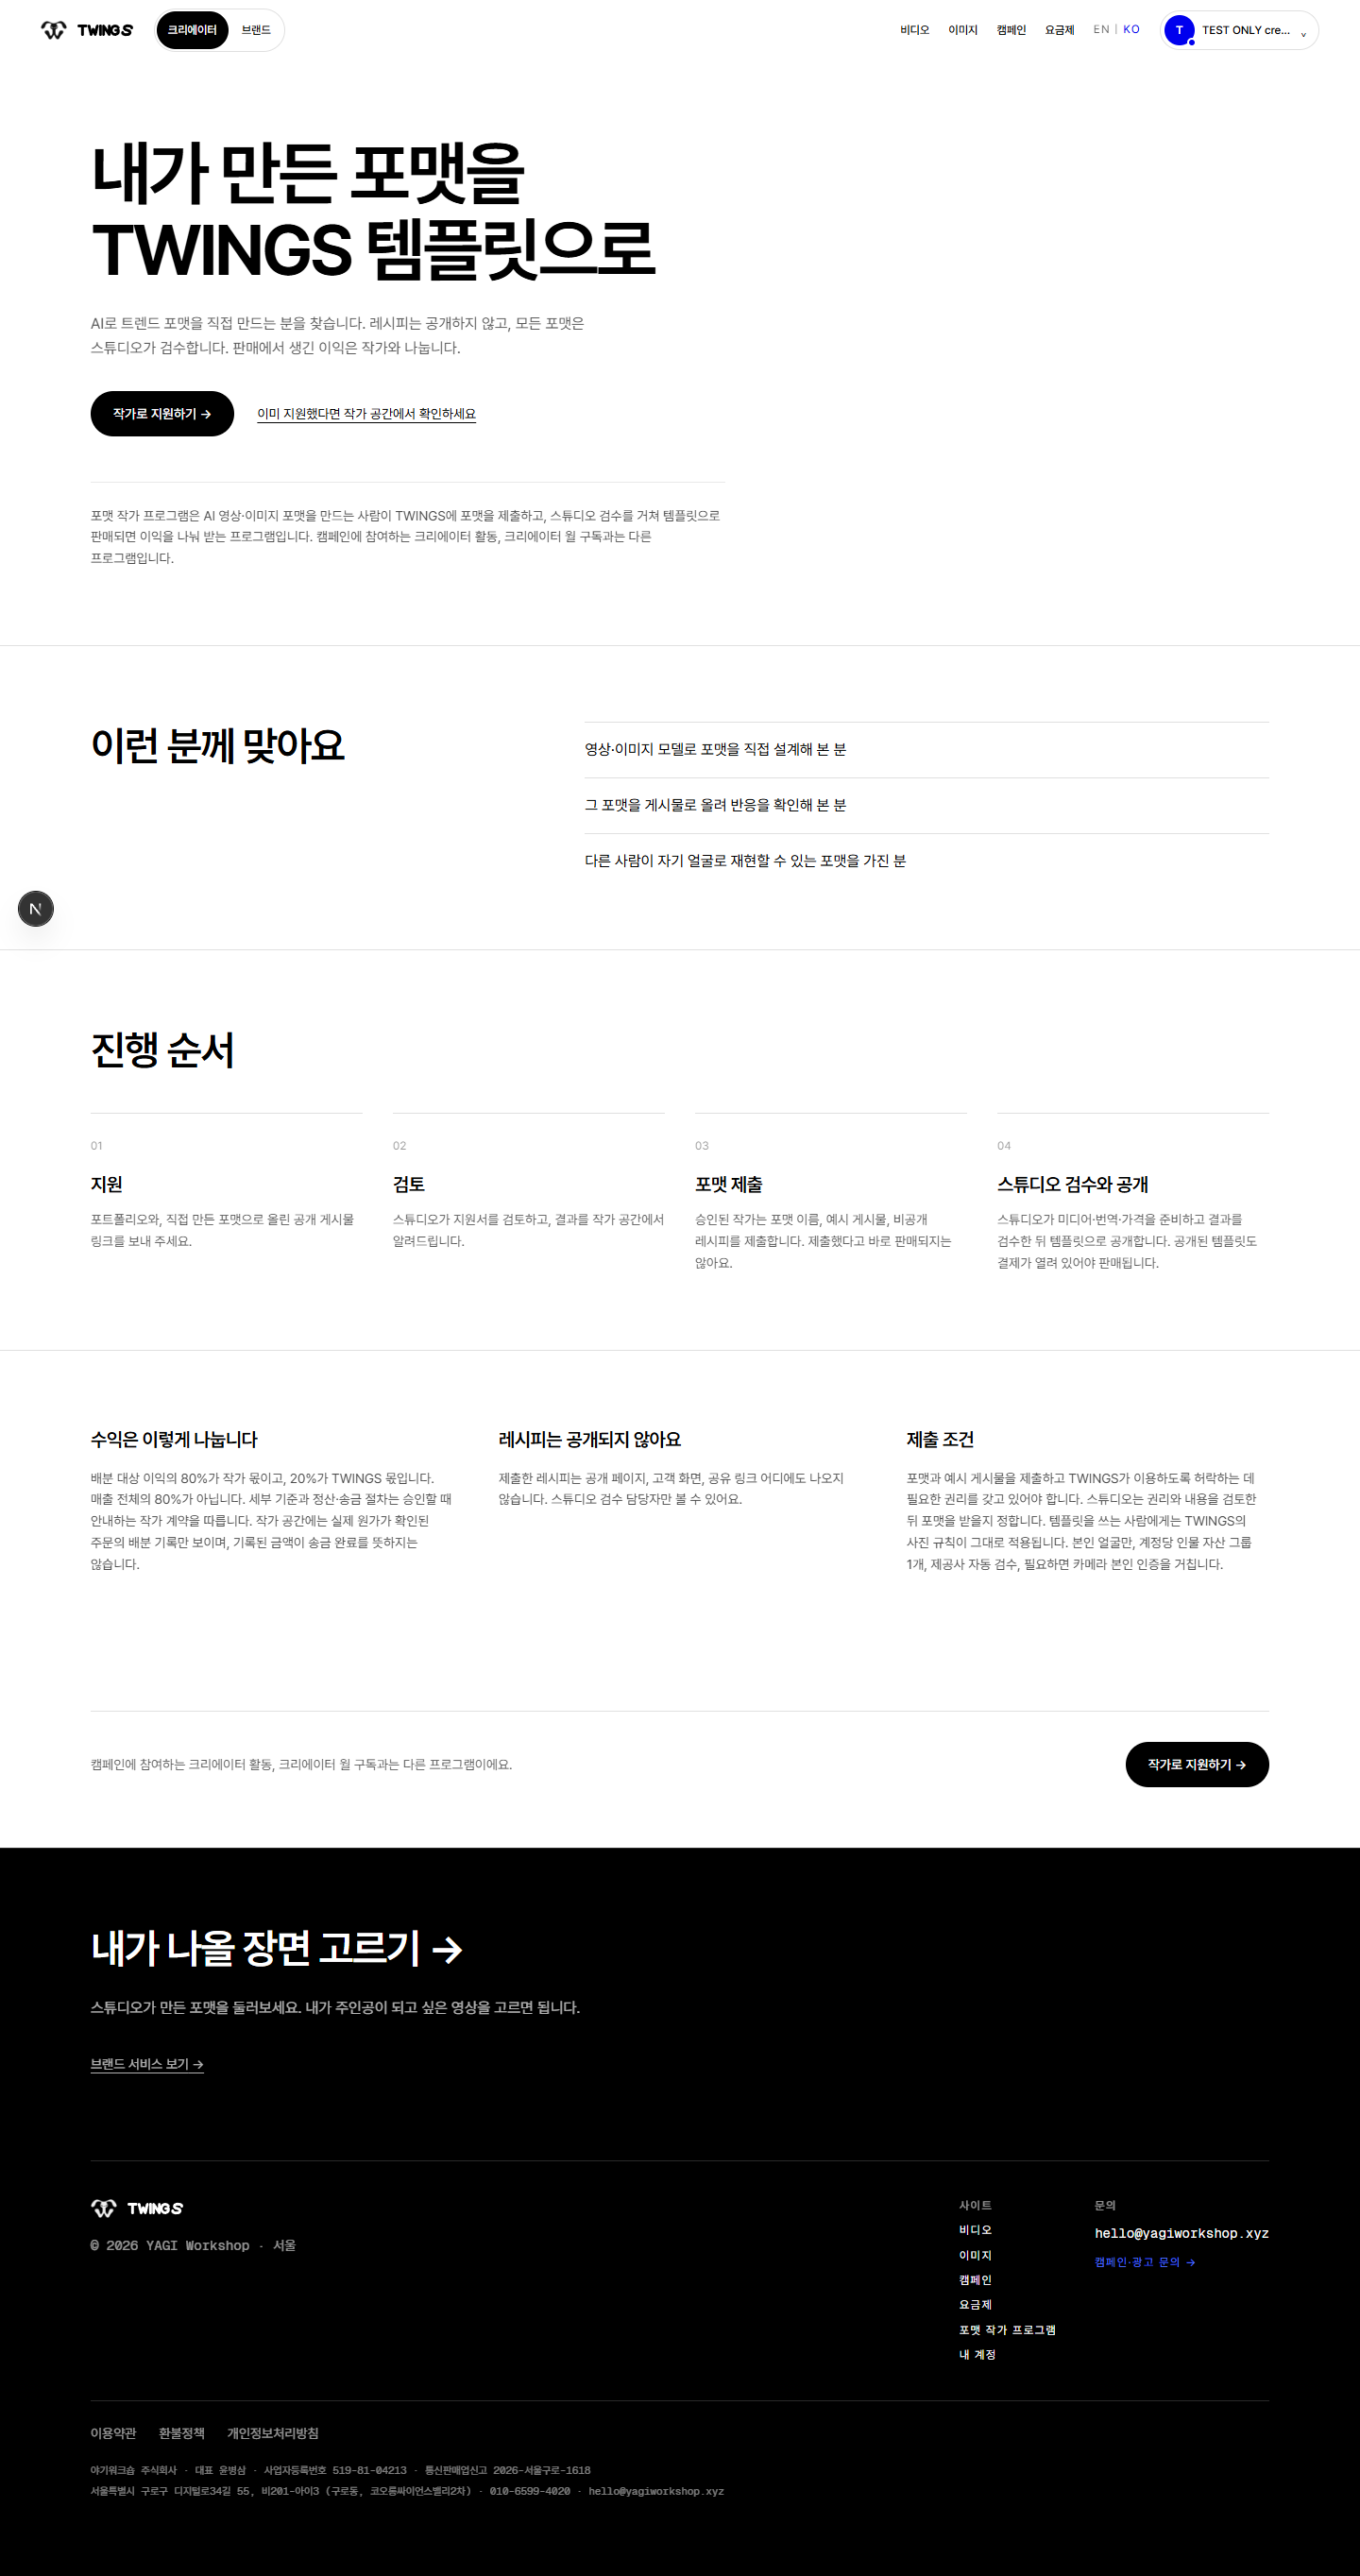 TWINGS
크리에이터
브랜드
비디오
이미지
캠페인
요금제
EN | KO
T
TEST ONLY cre...
내가 만든 포맷을
TWINGS 템플릿으로
AI로 트렌드 포맷을 직접 만드는 분을 찾습니다. 레시피는 공개하지 않고, 모든 포맷은
스튜디오가 검수합니다. 판매에서 생긴 이익은 작가와 나눕니다.
작가로 지원하기 →
이미 지원했다면 작가 공간에서 확인하세요
포맷 작가 프로그램은 AI 영상·이미지 포맷을 만드는 사람이 TWINGS에 포맷을 제출하고, 스튜디오 검수를 거쳐 템플릿으로
판매되면 이익을 나눠 받는 프로그램입니다. 캠페인에 참여하는 크리에이터 활동, 크리에이터 월 구독과는 다른
프로그램입니다.
이런 분께 맞아요
영상·이미지 모델로 포맷을 직접 설계해 본 분
그 포맷을 게시물로 올려 반응을 확인해 본 분
다른 사람이 자기 얼굴로 재현할 수 있는 포맷을 가진 분
N
진행 순서
01
지원
포트폴리오와, 직접 만든 포맷으로 올린 공개 게시물
링크를 보내 주세요.
02
검토
스튜디오가 지원서를 검토하고, 결과를 작가 공간에서
알려드립니다.
03
포맷 제출
승인된 작가는 포맷 이름, 예시 게시물, 비공개
레시피를 제출합니다. 제출했다고 바로 판매되지는
않아요.
04
스튜디오 검수와 공개
스튜디오가 미디어·번역·가격을 준비하고 결과를
검수한 뒤 템플릿으로 공개합니다. 공개된 템플릿도
결제가 열려 있어야 판매됩니다.
수익은 이렇게 나눕니다
배분 대상 이익의 80%가 작가 몫이고, 20%가 TWINGS 몫입니다.
매출 전체의 80%가 아닙니다. 세부 기준과 정산·송금 절차는 승인할 때
안내하는 작가 계약을 따릅니다. 작가 공간에는 실제 원가가 확인된
주문의 배분 기록만 보이며, 기록된 금액이 송금 완료를 뜻하지는
않습니다.
레시피는 공개되지 않아요
제출한 레시피는 공개 페이지, 고객 화면, 공유 링크 어디에도 나오지
않습니다. 스튜디오 검수 담당자만 볼 수 있어요.
제출 조건
포맷과 예시 게시물을 제출하고 TWINGS가 이용하도록 허락하는 데
필요한 권리를 갖고 있어야 합니다. 스튜디오는 권리와 내용을 검토한
뒤 포맷을 받을지 정합니다. 템플릿을 쓰는 사람에게는 TWINGS의
사진 규칙이 그대로 적용됩니다. 본인 얼굴만, 계정당 인물 자산 그룹
1개, 제공사 자동 검수, 필요하면 카메라 본인 인증을 거칩니다.
캠페인에 참여하는 크리에이터 활동, 크리에이터 월 구독과는 다른 프로그램이에요.
작가로 지원하기 →
내가 나올 장면 고르기 →
스튜디오가 만든 포맷을 둘러보세요. 내가 주인공이 되고 싶은 영상을 고르면 됩니다.
브랜드 서비스 보기 →
TWINGS
© 2026 YAGI Workshop · 서울
사이트
비디오
이미지
캠페인
요금제
포맷 작가 프로그램
내 계정
문의
hello@yagiworkshop.xyz
캠페인·광고 문의 →
이용약관
환불정책
개인정보처리방침
야기워크숍 주식회사 · 대표 윤병삼 · 사업자등록번호 519-81-04213 · 통신판매업신고 2026-서울구로-1618
서울특별시 구로구 디지털로34길 55, 비201-아이3 (구로동, 코오롱싸이언스밸리2차) · 010-6599-4020 · hello@yagiworkshop.xyz